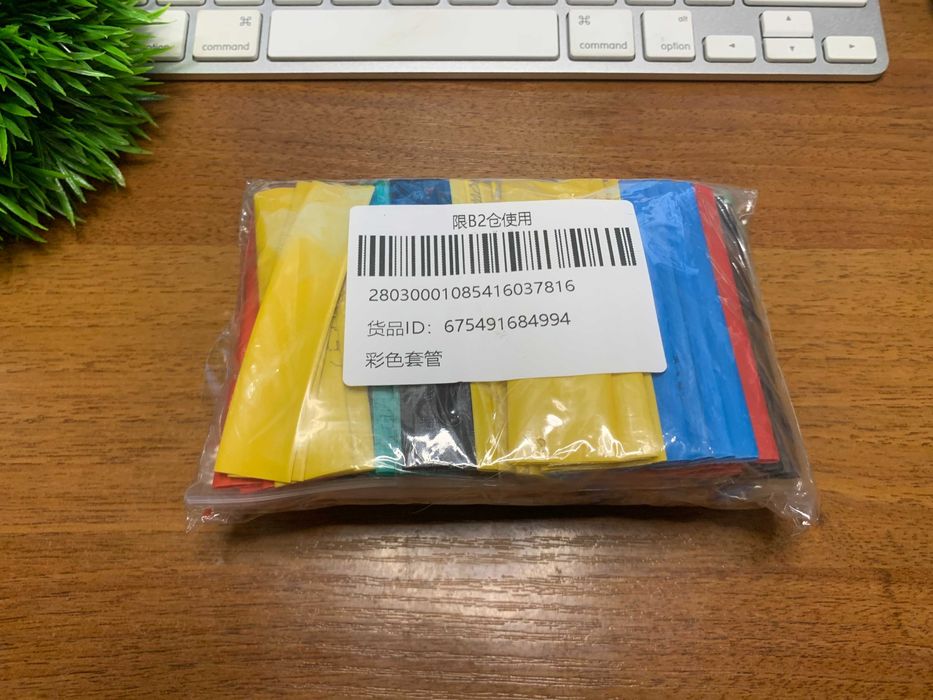 ⌘ ⌘ alt
option command command option
◄ ▲ ▼ ►
限B2仓使用
28030001085416037816
货品ID：675491684994
彩色套管